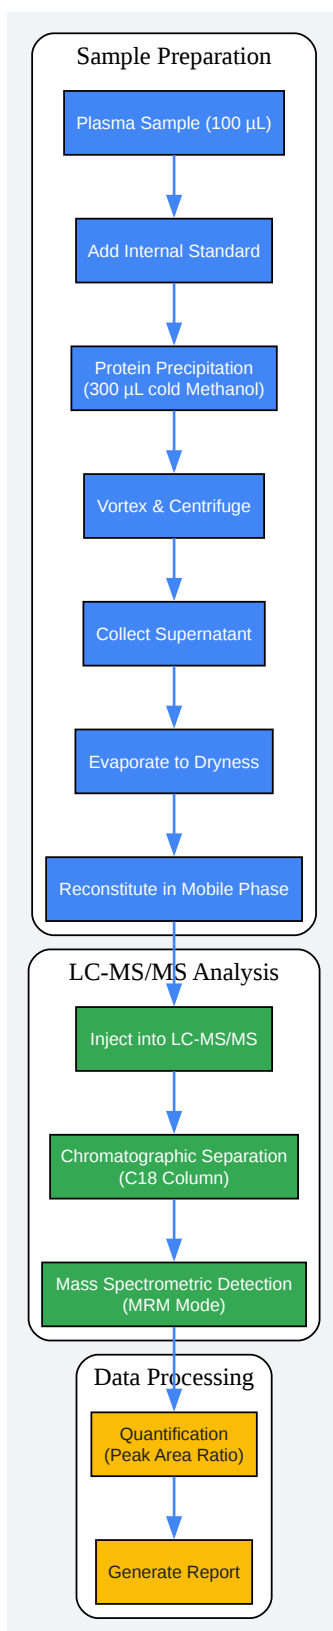 Sample Preparation
Plasma Sample (100 µL)
Add Internal Standard
Protein Precipitation
(300 µL cold Methanol)
Vortex & Centrifuge
Collect Supernatant
Evaporate to Dryness
Reconstitute in Mobile Phase
LC-MS/MS Analysis
Inject into LC-MS/MS
Chromatographic Separation
(C18 Column)
Mass Spectrometric Detection
(MRM Mode)
Data Processing
Quantification
(Peak Area Ratio)
Generate Report